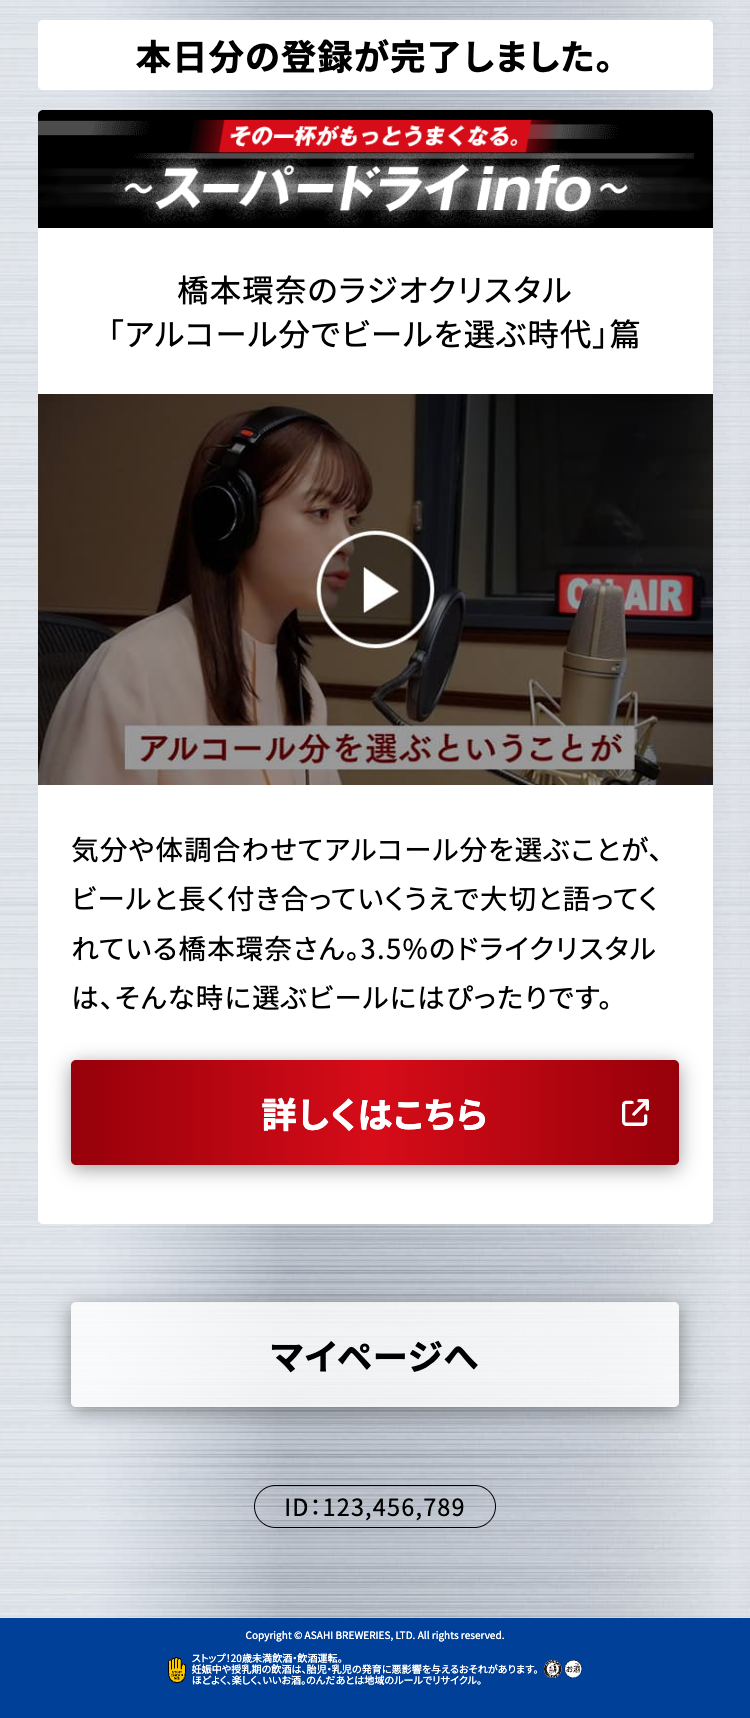 本日分の登録が完了しました。
その一杯がもっとうまくなる。
～スーパードライinfo～
橋本環奈のラジオクリスタル
「アルコール分でビールを選ぶ時代」篇
ON AIR
アルコール分を選ぶということが
気分や体調合わせてアルコール分を選ぶことが、
ビールと長く付き合っていくうえで大切と語ってく
れている橋本環奈さん。3.5%のドライクリスタル
は、そんな時に選ぶビールにはぴったりです。
詳しくはこちら
マイページへ
ID：123,456,789
Copyright © ASAHI BREWERIES, LTD. All rights reserved.
ストップ！20歳未満飲酒・飲酒運転。
妊娠中や授乳期の飲酒は、胎児・乳児の発育に悪影響を与えるおそれがあります。
ほどよく、楽しく、いいお酒。のんだあとは地域のルールでリサイクル。
お酒